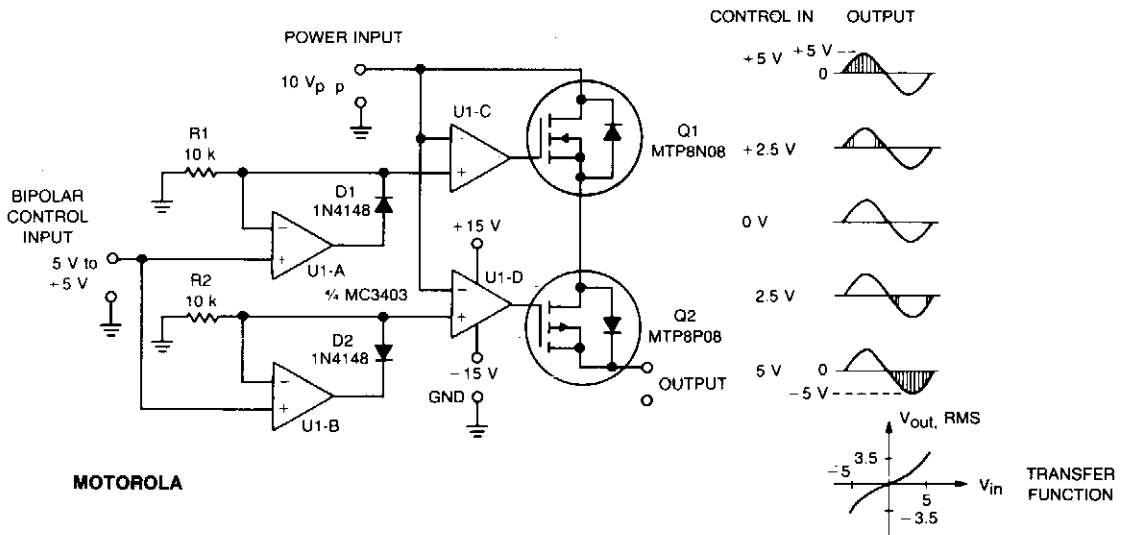 CONTROL IN OUTPUT
POWER INPUT
10 Vp p
U1-C
Q1
MTP8N08
R1
10 k
D1
1N4148
BIPOLAR
CONTROL
INPUT
5 V to
+5 V
-
+
U1-A
+15 V
U1-D
¼ MC3403
R2
10 k
D2
1N4148
-
+
U1-B
-
+
-
+
-15 V
GND
Q2
MTP8P08
OUTPUT
MOTOROLA
+5 V
+5 V
0
+2.5 V
0 V
2.5 V
5 V
0
-5 V
Vout, RMS
-5
3.5
Vin
5
-3.5
TRANSFER
FUNCTION